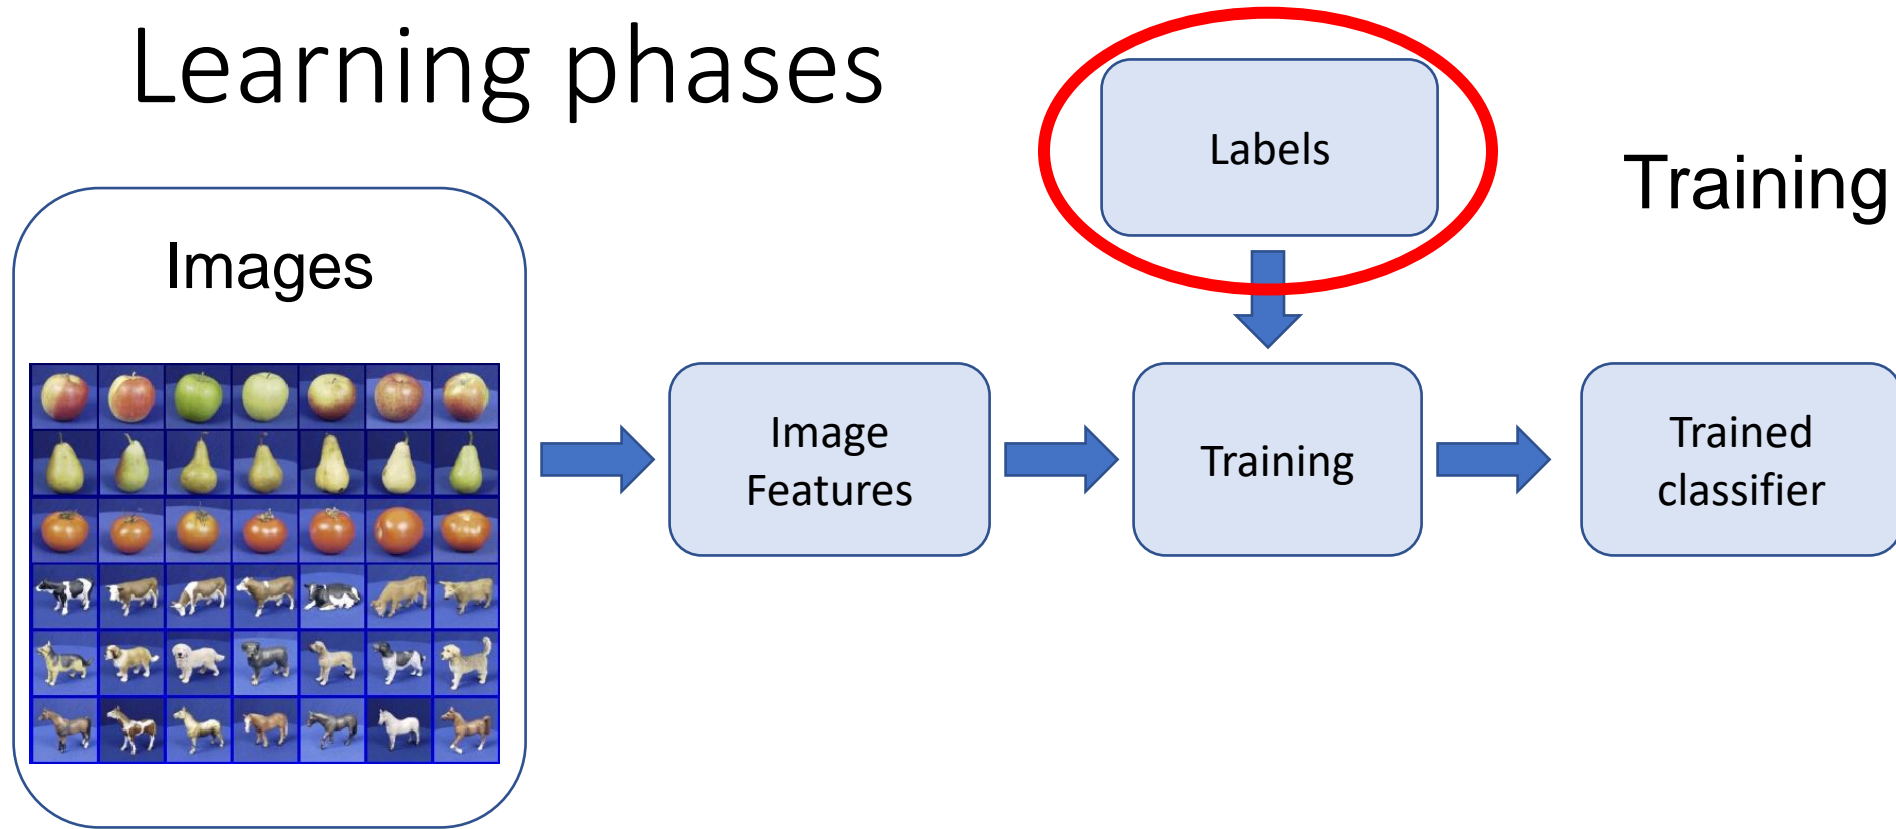 Learning phases
Labels
Training
Images
Image
Features
Training
Trained
classifier